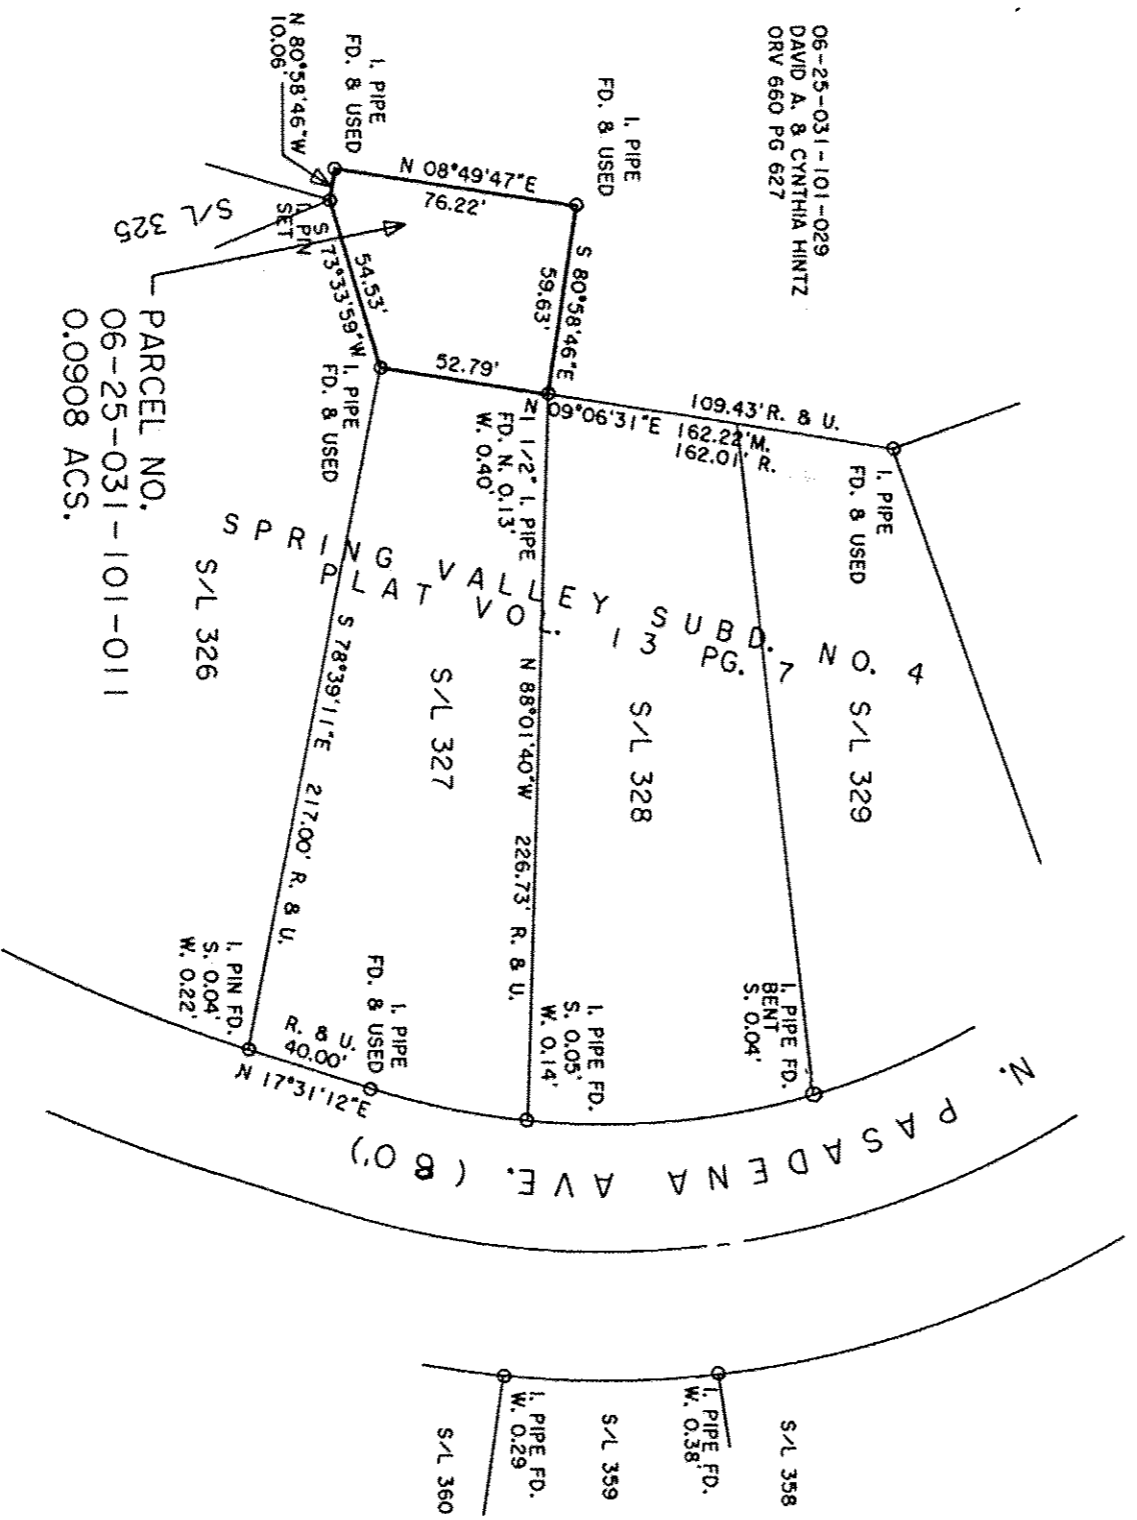 06-25-031-101-029
DAVID A. & CYNTHIA HINTZ
ORV 660 PG 627
I. PIPE
FD. & USED
I. PIPE
FD. & USED
N 80°58'46"W
10.06'
N 08°49'47"E
76.22'
S 80°58'46"E
59.63'
I. PIN
SET
S 73°33'59"W
54.53'
S/L 325
52.79'
I. PIPE
FD. & USED
PARCEL NO.
06-25-031-101-011
0.0908 ACS.
N 09°06'31"E
109.43' R. & U.
162.22' M.
162.01' R.
1 1/2" I. PIPE
FD. N. 0.13'
W. 0.40'
I. PIPE
FD. & USED
SPRING VALLEY SUBD. NO. 4
PLAT VOL. 13 PG. 7
S/L 326
S/L 327
S/L 328
S/L 329
S 78°39'11"E 217.00' R. & U.
N 88°01'40"W 226.73' R. & U.
I. PIN FD.
S. 0.04'
W. 0.22'
R. & U.
40.00'
N 17°31'12"E
I. PIPE
FD. & USED
I. PIPE FD.
S. 0.05'
W. 0.14'
I. PIPE FD.
BENT
S. 0.04'
N. PASADENA AVE. (60')
I. PIPE FD.
W. 0.38'
I. PIPE FD.
W. 0.29
S/L 358
S/L 359
S/L 360